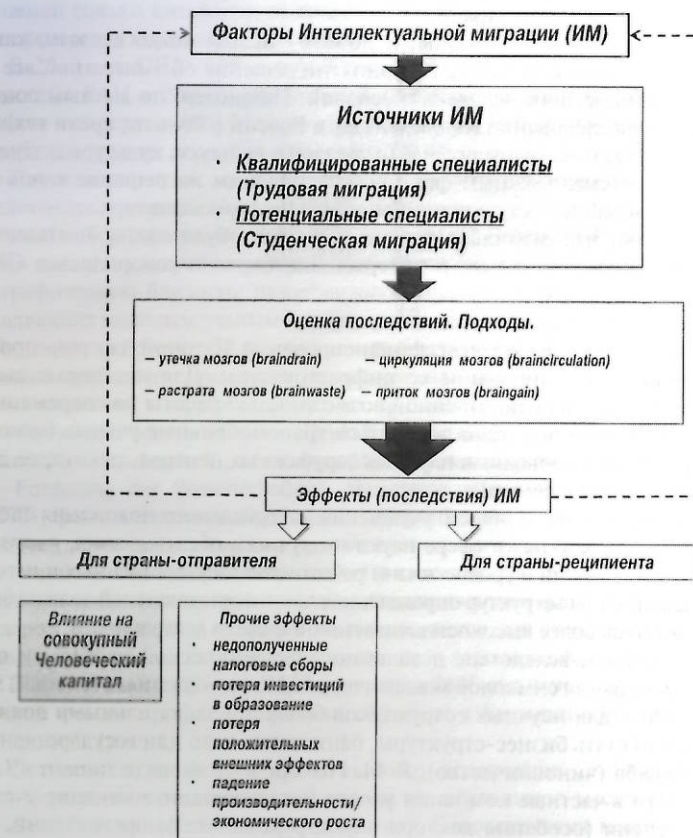 Факторы Интеллектуальной миграции (ИМ)
Источники ИМ
· Квалифицированные специалисты
(Трудовая миграция)
· Потенциальные специалисты
(Студенческая миграция)
Оценка последствий. Подходы.
– утечка мозгов (braindrain) – циркуляция мозгов (braincirculation)
– растрата мозгов (brainwaste) – приток мозгов (braingain)
Эффекты (последствия) ИМ
Для страны-отправителя
Для страны-реципиента
Влияние на
совокупный
Человеческий
капитал
Прочие эффекты
· недополученные
налоговые сборы
· потеря инвестиций
в образование
· потеря
положительных
внешних эффектов
· падение
производительности/
экономического роста